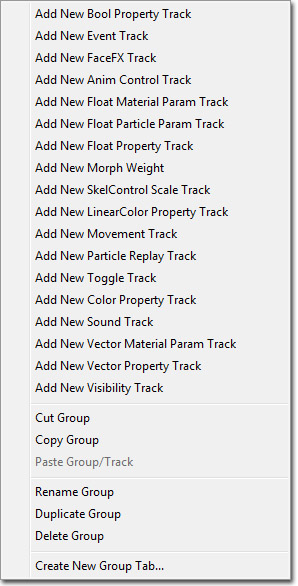 Add New Bool Property Track
Add New Event Track
Add New FaceFX Track
Add New Anim Control Track
Add New Float Material Param Track
Add New Float Particle Param Track
Add New Float Property Track
Add New Morph Weight
Add New SkelControl Scale Track
Add New LinearColor Property Track
Add New Movement Track
Add New Particle Replay Track
Add New Toggle Track
Add New Color Property Track
Add New Sound Track
Add New Vector Material Param Track
Add New Vector Property Track
Add New Visibility Track
Cut Group
Copy Group
Paste Group/Track
Rename Group
Duplicate Group
Delete Group
Create New Group Tab...